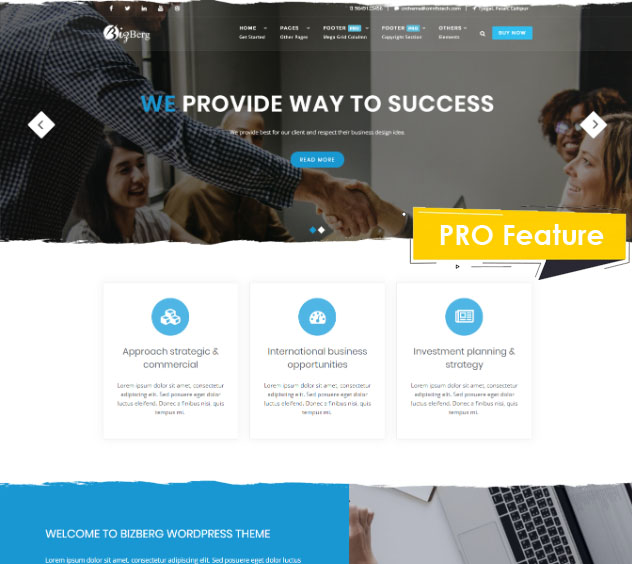 BizBerg
HOME PAGES FOOTER PRO FOOTER PRO OTHERS BUY NOW
Get Started Other Pages Mega Grid Column Copyright Section Elements
WE PROVIDE WAY TO SUCCESS
We provide best for our client and respect their business design idea.
READ MORE
PRO Feature
Approach strategic &
commercial
Lorem ipsum dolor sit amet, consectetur
adipiscing elit. Sed posuere eget dolor
luctus eleifend. Donec a finibus nisi, quis
tempus est.
International business
opportunities
Lorem ipsum dolor sit amet, consectetur
adipiscing elit. Sed posuere eget dolor
luctus eleifend. Donec a finibus nisi, quis
tempus est.
Investment planning &
strategy
Lorem ipsum dolor sit amet, consectetur
adipiscing elit. Sed posuere eget dolor
luctus eleifend. Donec a finibus nisi, quis
tempus est.
WELCOME TO BIZBERG WORDPRESS THEME
Lorem ipsum dolor sit amet, consectetur adipiscing elit. Sed posuere eget dolor luctus